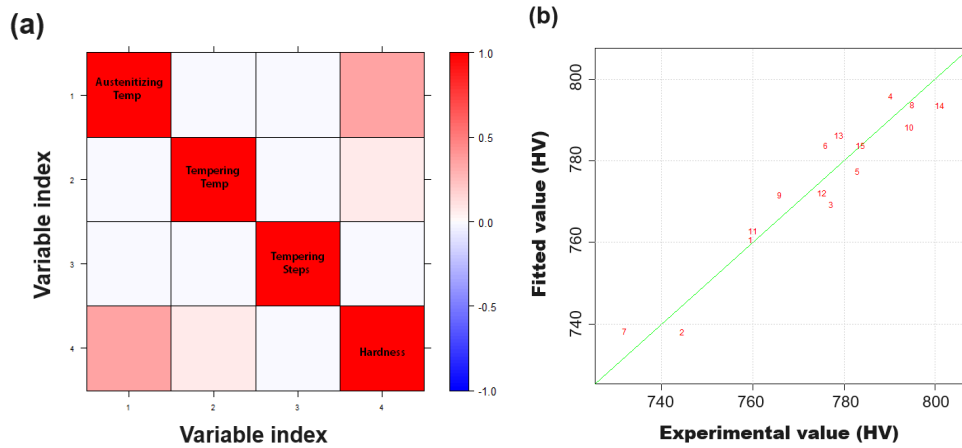 (a)
Variable index
1
2
3
4
Austenitizing
Temp
Tempering
Temp
Tempering
Steps
Hardness
1
2
3
4
Variable index
1.0
0.5
0.0
-0.5
-1.0
(b)
Fitted value (HV)
800
780
760
740
4
8
14
10
13
6
15
5
9
12
3
11
1
7
2
740
760
780
800
Experimental value (HV)